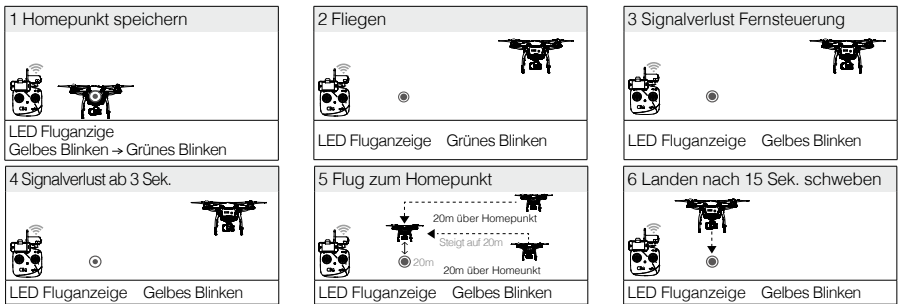 1 Homepunkt speichern
LED Fluganzige
Gelbes Blinken → Grünes Blinken
2 Fliegen
LED Fluganzeige Grünes Blinken
3 Signalverlust Fernsteuerung
LED Fluganzeige Gelbes Blinken
4 Signalverlust ab 3 Sek.
LED Fluganzeige Gelbes Blinken
5 Flug zum Homepunkt
20m über Homepunkt
Steigt auf 20m
20m
20m über Homeunkt
LED Fluganzeige Gelbes Blinken
6 Landen nach 15 Sek. schweben
LED Fluganzeige Gelbes Blinken